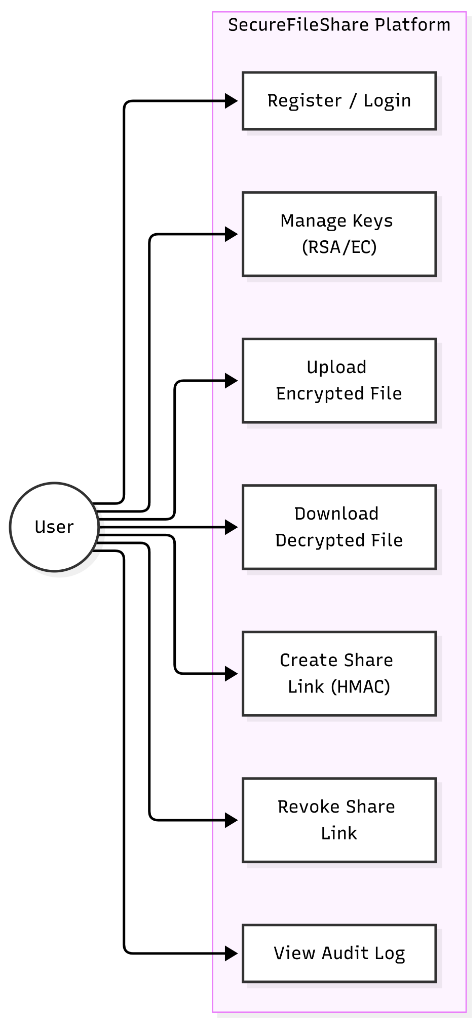 SecureFileShare Platform
Register / Login
Manage Keys
(RSA/EC)
Upload
Encrypted File
User
Download
Decrypted File
Create Share
Link (HMAC)
Revoke Share
Link
View Audit Log